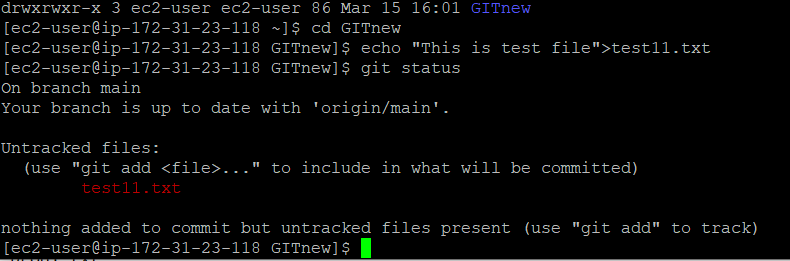 drwxrwxr-x 3 ec2-user ec2-user 86 Mar 15 16:01 GITnew
[ec2-user@ip-172-31-23-118 ~]$ cd GITnew
[ec2-user@ip-172-31-23-118 GITnew]$ echo "This is test file">test11.txt
[ec2-user@ip-172-31-23-118 GITnew]$ git status
On branch main
Your branch is up to date with 'origin/main'.
Untracked files:
  (use "git add <file>..." to include in what will be committed)
        test11.txt
nothing added to commit but untracked files present (use "git add" to track)
[ec2-user@ip-172-31-23-118 GITnew]$